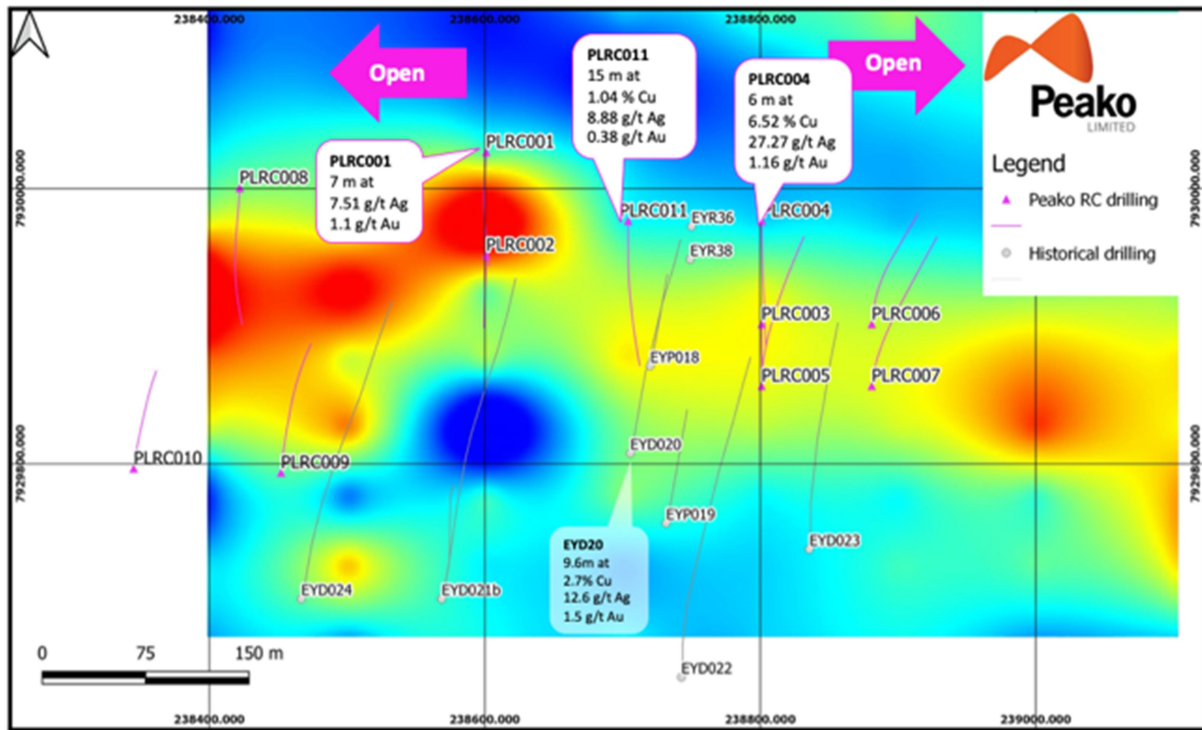 238400.000
238600.000
238800.000
Open
Open
PLRC011
15 m at
1.04 % Cu
8.88 g/t Ag
0.38 g/t Au
PLRC004
6 m at
6.52 % Cu
27.27 g/t Ag
1.16 g/t Au
Peako
LIMITED
Legend
Peako RC drilling
Historical drilling
PLRC001
7 m at
7.51 g/t Ag
1.1 g/t Au
PLRC001
PLRC008
7930000.000
7930000.000
PLRC011
EYR36
PLRC004
PLRC002
EYR38
PLRC003
PLRC006
EYP018
PLRC005
PLRC007
PLRC010
PLRC009
EYD020
7929800.000
7929800.000
EYP019
EYD023
EYD20
9.6m at
2.7% Cu
12.6 g/t Ag
1.5 g/t Au
EYD024
EYD021b
EYD022
0 75 150 m
238400.000
238600.000
238800.000
239000.000